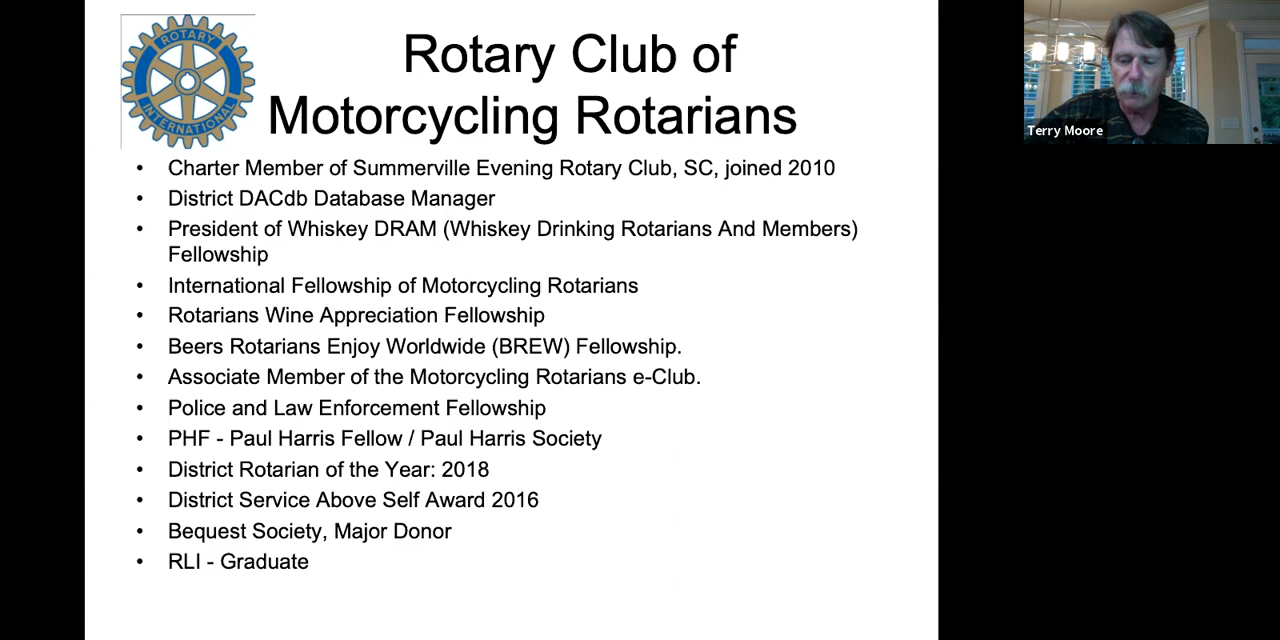 ROTARY
INTERNATIONAL
Rotary Club of
Motorcycling Rotarians
• Charter Member of Summerville Evening Rotary Club, SC, joined 2010
• District DACdb Database Manager
• President of Whiskey DRAM (Whiskey Drinking Rotarians And Members)
Fellowship
• International Fellowship of Motorcycling Rotarians
• Rotarians Wine Appreciation Fellowship
• Beers Rotarians Enjoy Worldwide (BREW) Fellowship.
• Associate Member of the Motorcycling Rotarians e-Club.
• Police and Law Enforcement Fellowship
• PHF - Paul Harris Fellow / Paul Harris Society
• District Rotarian of the Year: 2018
• District Service Above Self Award 2016
• Bequest Society, Major Donor
• RLI - Graduate
Terry Moore